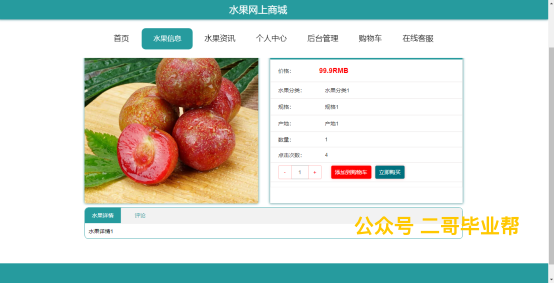 水果网上商城
首页 水果信息 水果资讯 个人中心 后台管理 购物车 在线客服
价格： 99.9RMB
水果分类： 水果分类1
规格： 规格1
产地： 产地1
数量： 1
点击次数： 4
- 1 + 添加到购物车 立即购买
水果详情 评论
水果详情1
公众号 二哥毕业帮